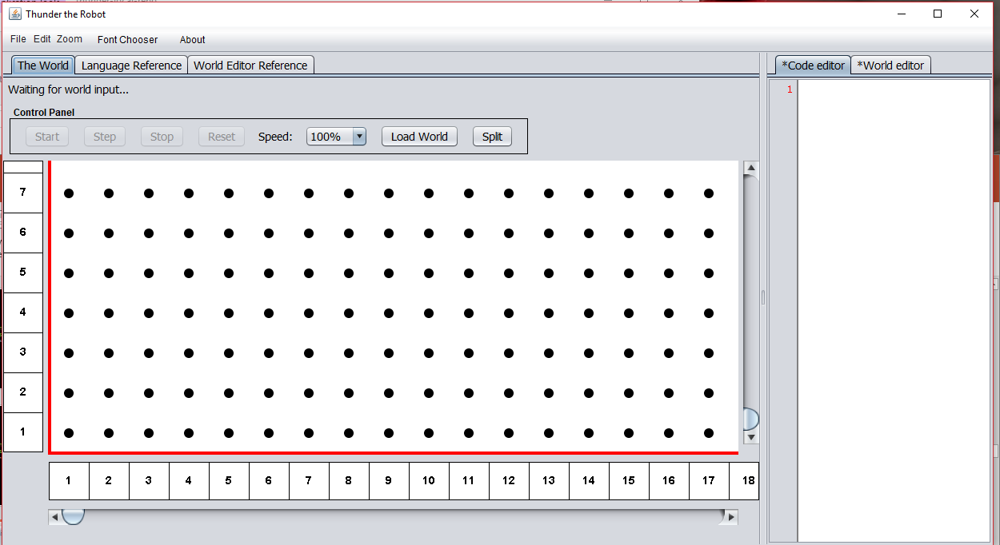 Thunder the Robot
File Edit Zoom Font Chooser About
The World Language Reference World Editor Reference
*Code editor *World editor
Waiting for world input...
1
Control Panel
Start Step Stop Reset Speed: 100% Load World Split
7
6
5
4
3
2
1
1 2 3 4 5 6 7 8 9 10 11 12 13 14 15 16 17 18